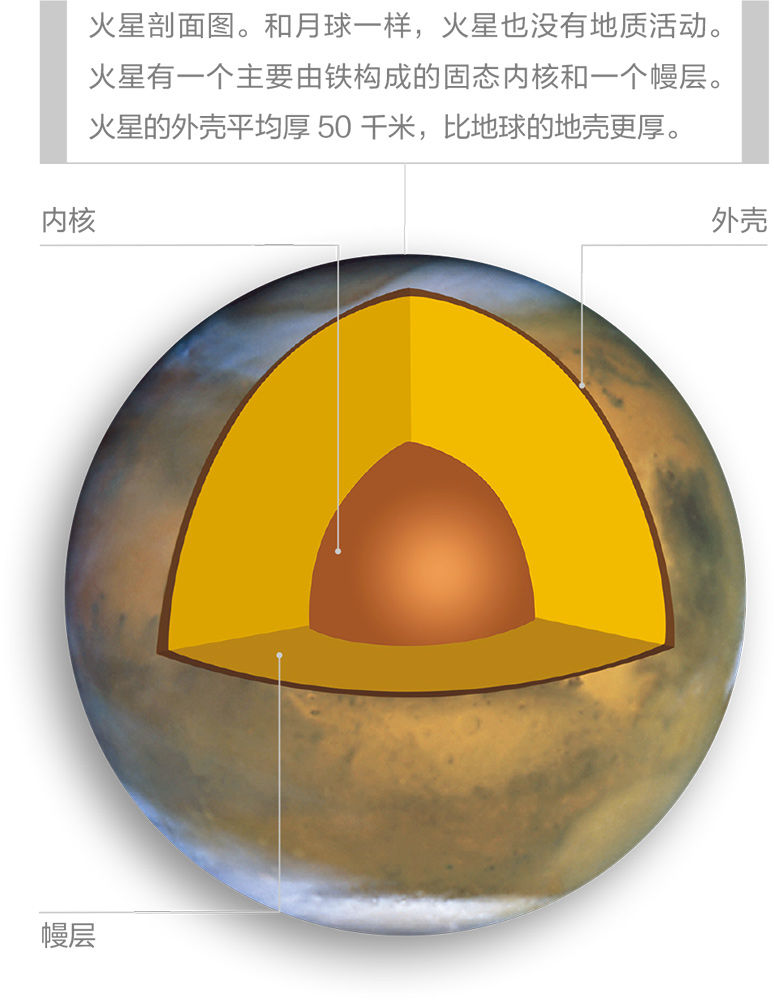 火星剖面图。和月球一样，火星也没有地质活动。
火星有一个主要由铁构成的固态内核和一个幔层。
火星的外壳平均厚 50 千米，比地球的地壳更厚。
内核
外壳
幔层